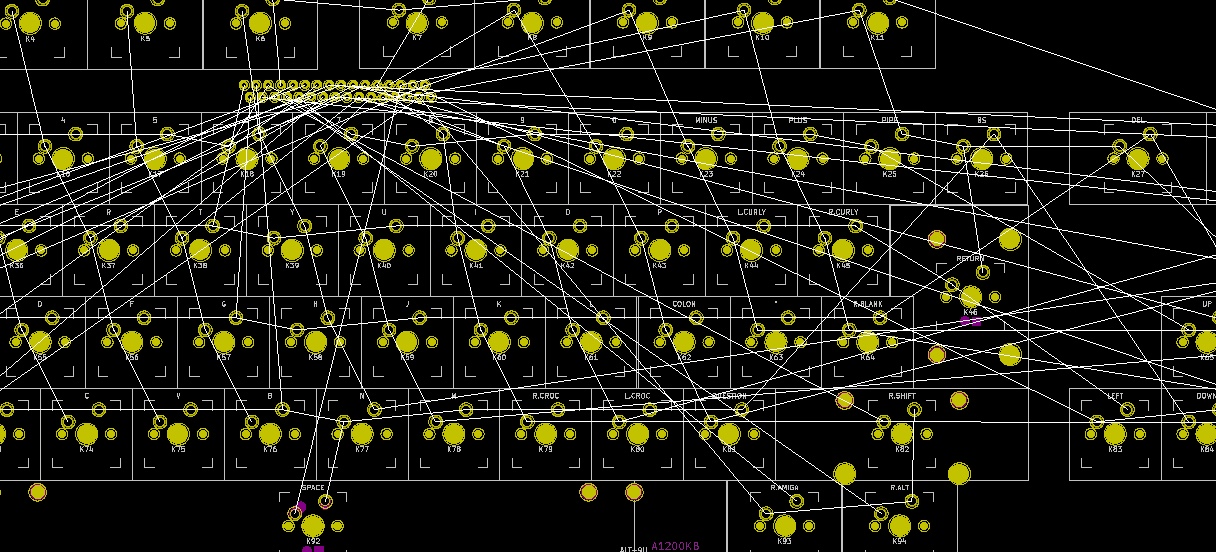 K4 K5 K6 K7 K8 K9 K10 K11
4 5 9 MINUS PLUS PIPE BS DEL
K16 K17 K18 K19 K20 K21 K22 K23 K24 K25 K26 K27
E R T Y U I O P L.CURLY R.CURLY
K36 K37 K38 K39 K40 K41 K42 K43 K44 K45
RETURN
K46
D F G H J K L COLON " R.BLANK UP
K55 K56 K57 K58 K59 K60 K61 K62 K63 K64 K65
C V B N M R.CROC L.CROC QUESTION R.SHIFT LEFT DOWN
K74 K75 K76 K77 K78 K79 K80 K81 K82 K83 K84
SPACE R.AMIGA R.ALT
K92 K93 K94
A1200KB